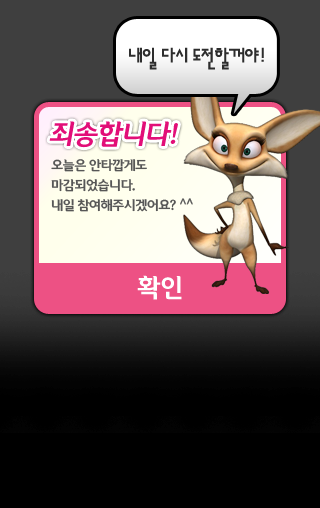 내일 다시 도전할꺼야!
죄송합니다!
오늘은 안타깝게도
마감되었습니다.
내일 참여해주시겠어요? ^^
확인